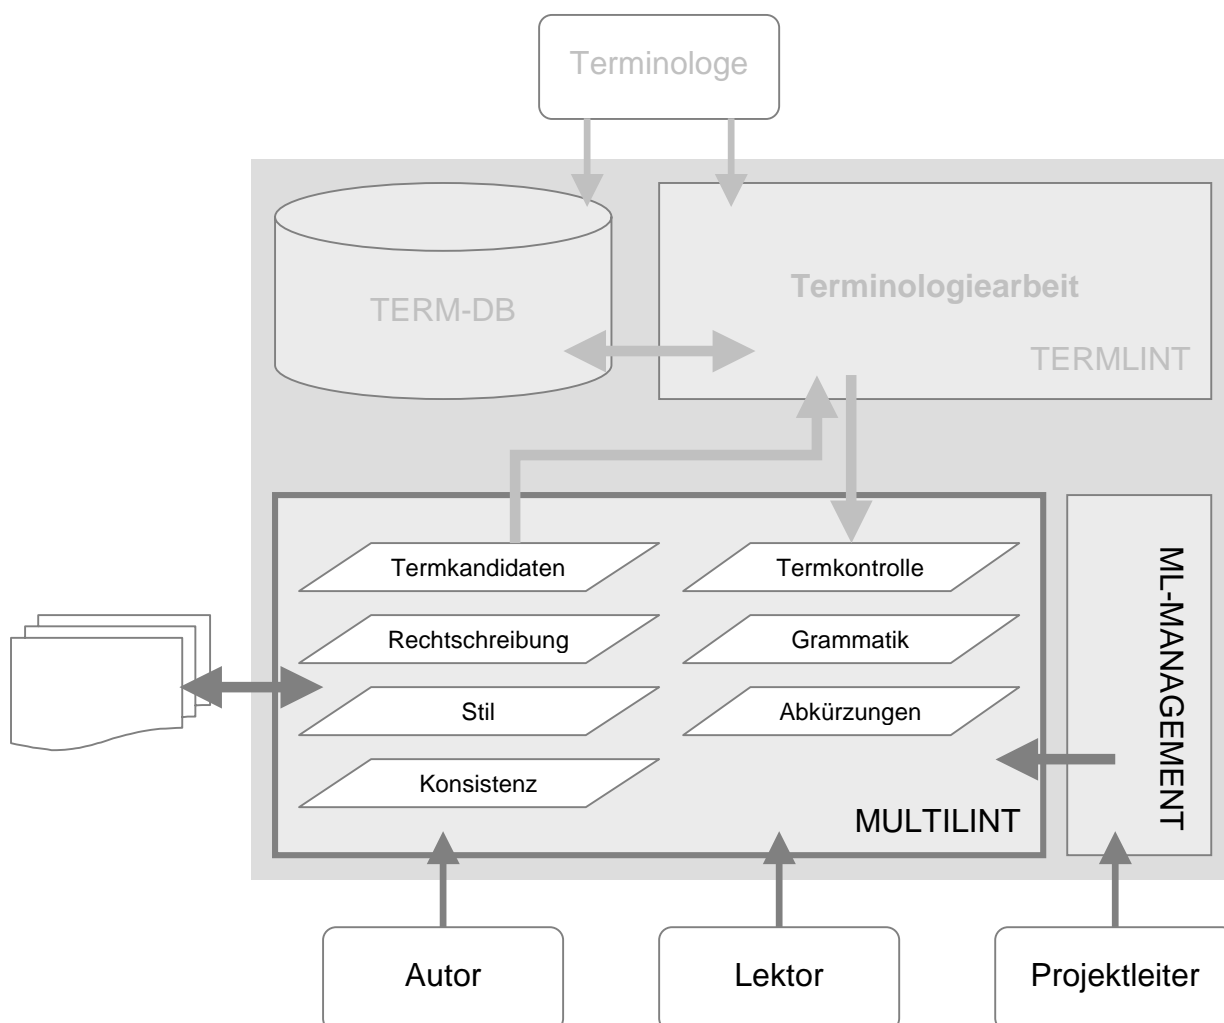 Terminologe
TERM-DB
Terminologiearbeit
TERMLINT
Termkandidaten
Termkontrolle
Rechtschreibung
Grammatik
Stil
Abkürzungen
Konsistenz
MULTILINT
ML-MANAGEMENT
Autor
Lektor
Projektleiter